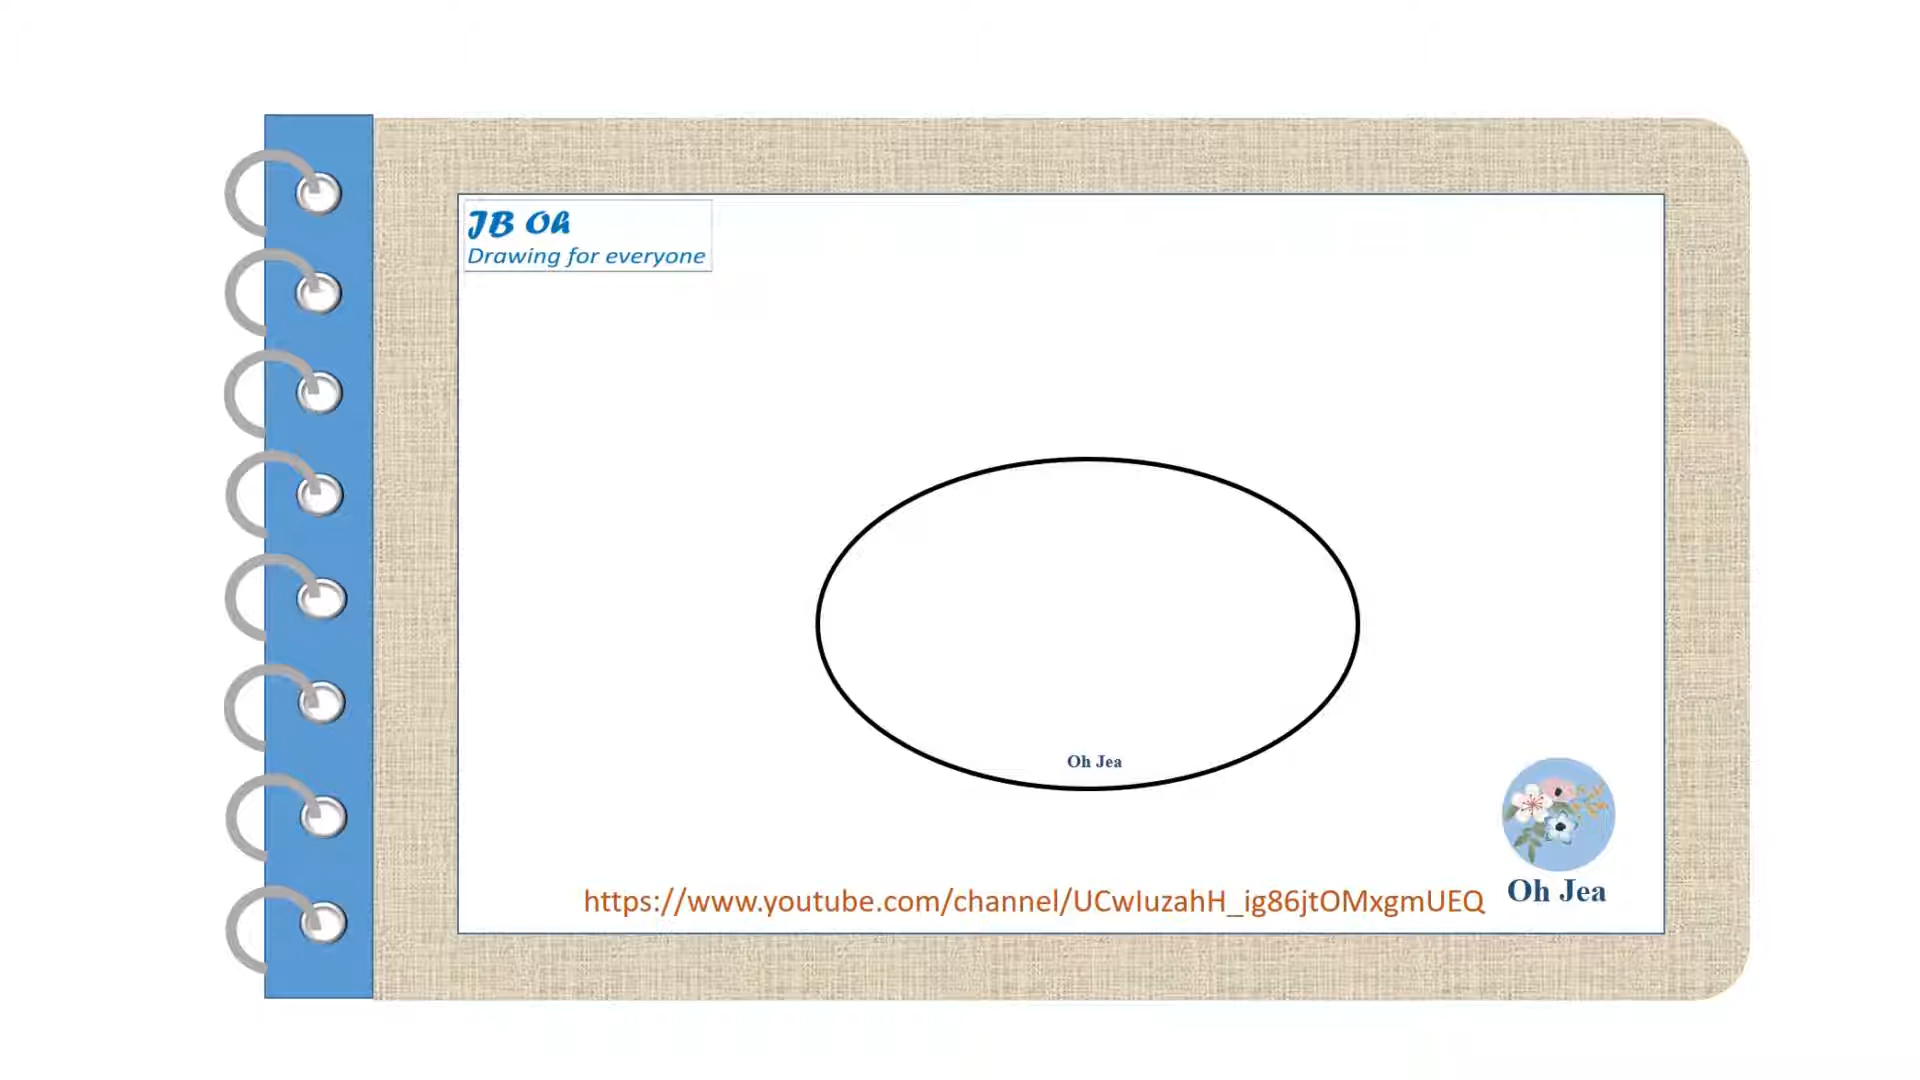 JB Oh
Drawing for everyone
Oh Jea
https://www.youtube.com/channel/UCwIuzahH_ig86jtOMxgmUEQ
Oh Jea